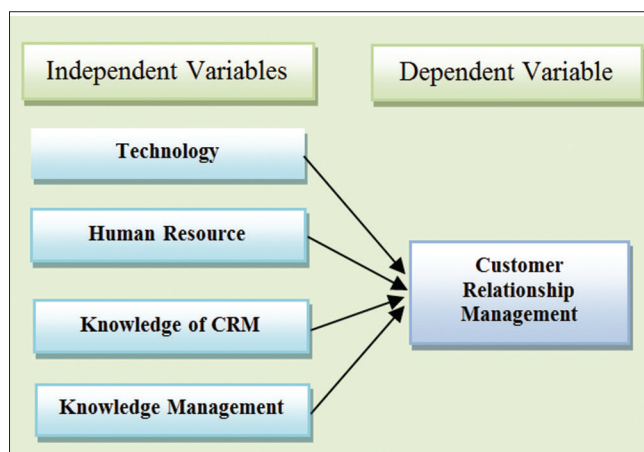 Independent Variables
Dependent Variable
Technology
Human Resource
Knowledge of CRM
Knowledge Management
Customer
Relationship
Management